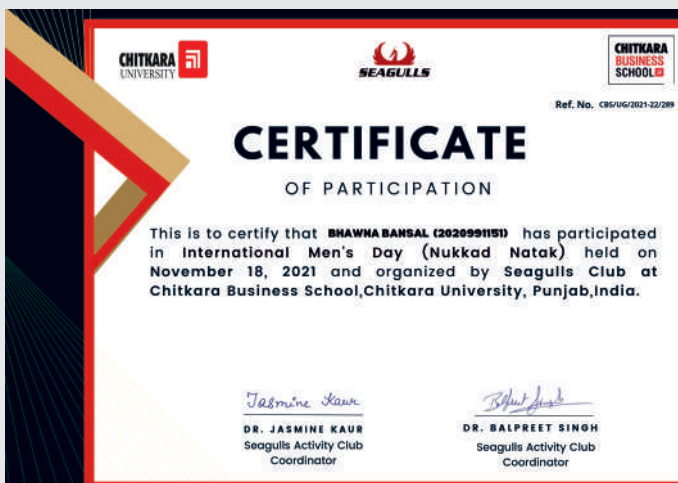 CHITKARA
UNIVERSITY
SEAGULLS
CHITKARA
BUSINESS
SCHOOL
Ref. No. CBS/UG/2021-22/289
CERTIFICATE
OF PARTICIPATION
This is to certify that BHAWNA BANSAL (2020991151) has participated
in International Men's Day (Nukkad Natak) held on
November 18, 2021 and organized by Seagulls Club at
Chitkara Business School,Chitkara University, Punjab,India.
Jasmine Kaur
Balpreet Singh
DR. JASMINE KAUR
DR. BALPREET SINGH
Seagulls Activity Club
Coordinator
Seagulls Activity Club
Coordinator